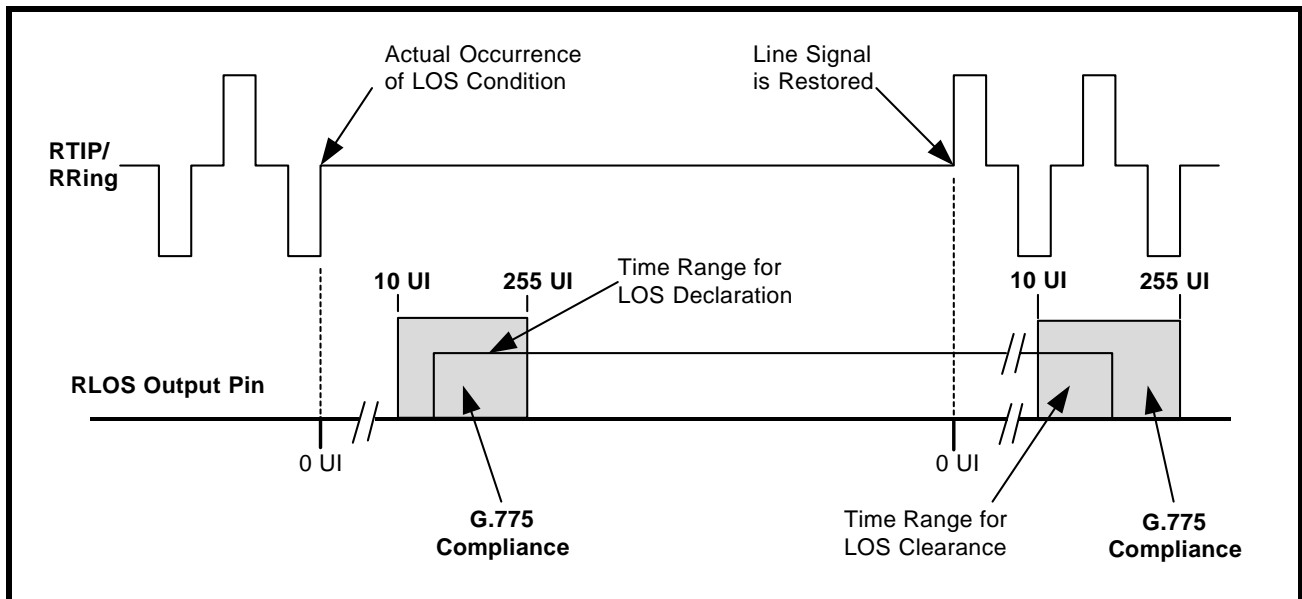 Actual Occurrence
of LOS Condition
Line Signal
is Restored
RTIP/
RRing
Time Range for
LOS Declaration
10 UI
255 UI
10 UI
255 UI
RLOS Output Pin
0 UI
0 UI
G.775
Compliance
Time Range for
LOS Clearance
G.775
Compliance